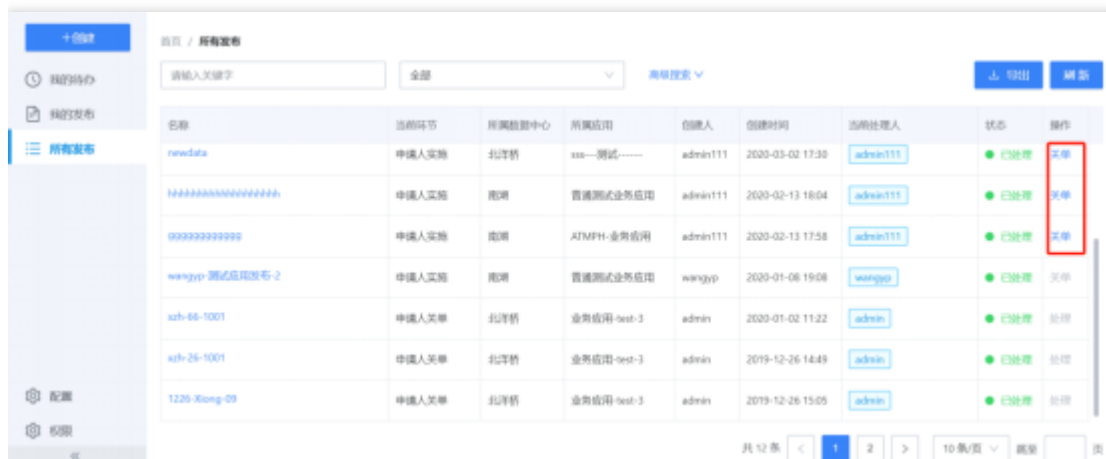 +创建
首页 / 所有发布
请输入关键字
全部
高级搜索
导出
刷新
我的待办
我的发布
所有发布
名称 当前环节 所属数据中心 所属应用 创建人 创建时间 当前处理人 状态 操作
newdata 申请人实施 北洋桥 sss----测试------ admin111 2020-03-02 17:30 admin111 已处理 关单
申请人实施 南湖 普通测试业务应用 admin111 2020-02-13 18:04 admin111 已处理 关单
申请人实施 南湖 ATMPH-业务应用 admin111 2020-02-13 17:58 admin111 已处理 关单
wangyp-测试应用发布-2 申请人实施 南湖 普通测试业务应用 wangyp 2020-01-08 19:08 wangyp 已处理 关单
xzh-66-1001 申请人关单 北洋桥 业务应用-test-3 admin 2020-01-02 11:22 admin 已处理 处理
xzh-26-1001 申请人关单 北洋桥 业务应用-test-3 admin 2019-12-26 14:49 admin 已处理 处理
1226-Xiong-09 申请人关单 北洋桥 业务应用-test-3 admin 2019-12-26 15:05 admin 已处理 处理
配置
权限
共 12 条 < 1 2 > 10 条/页 跳至 页